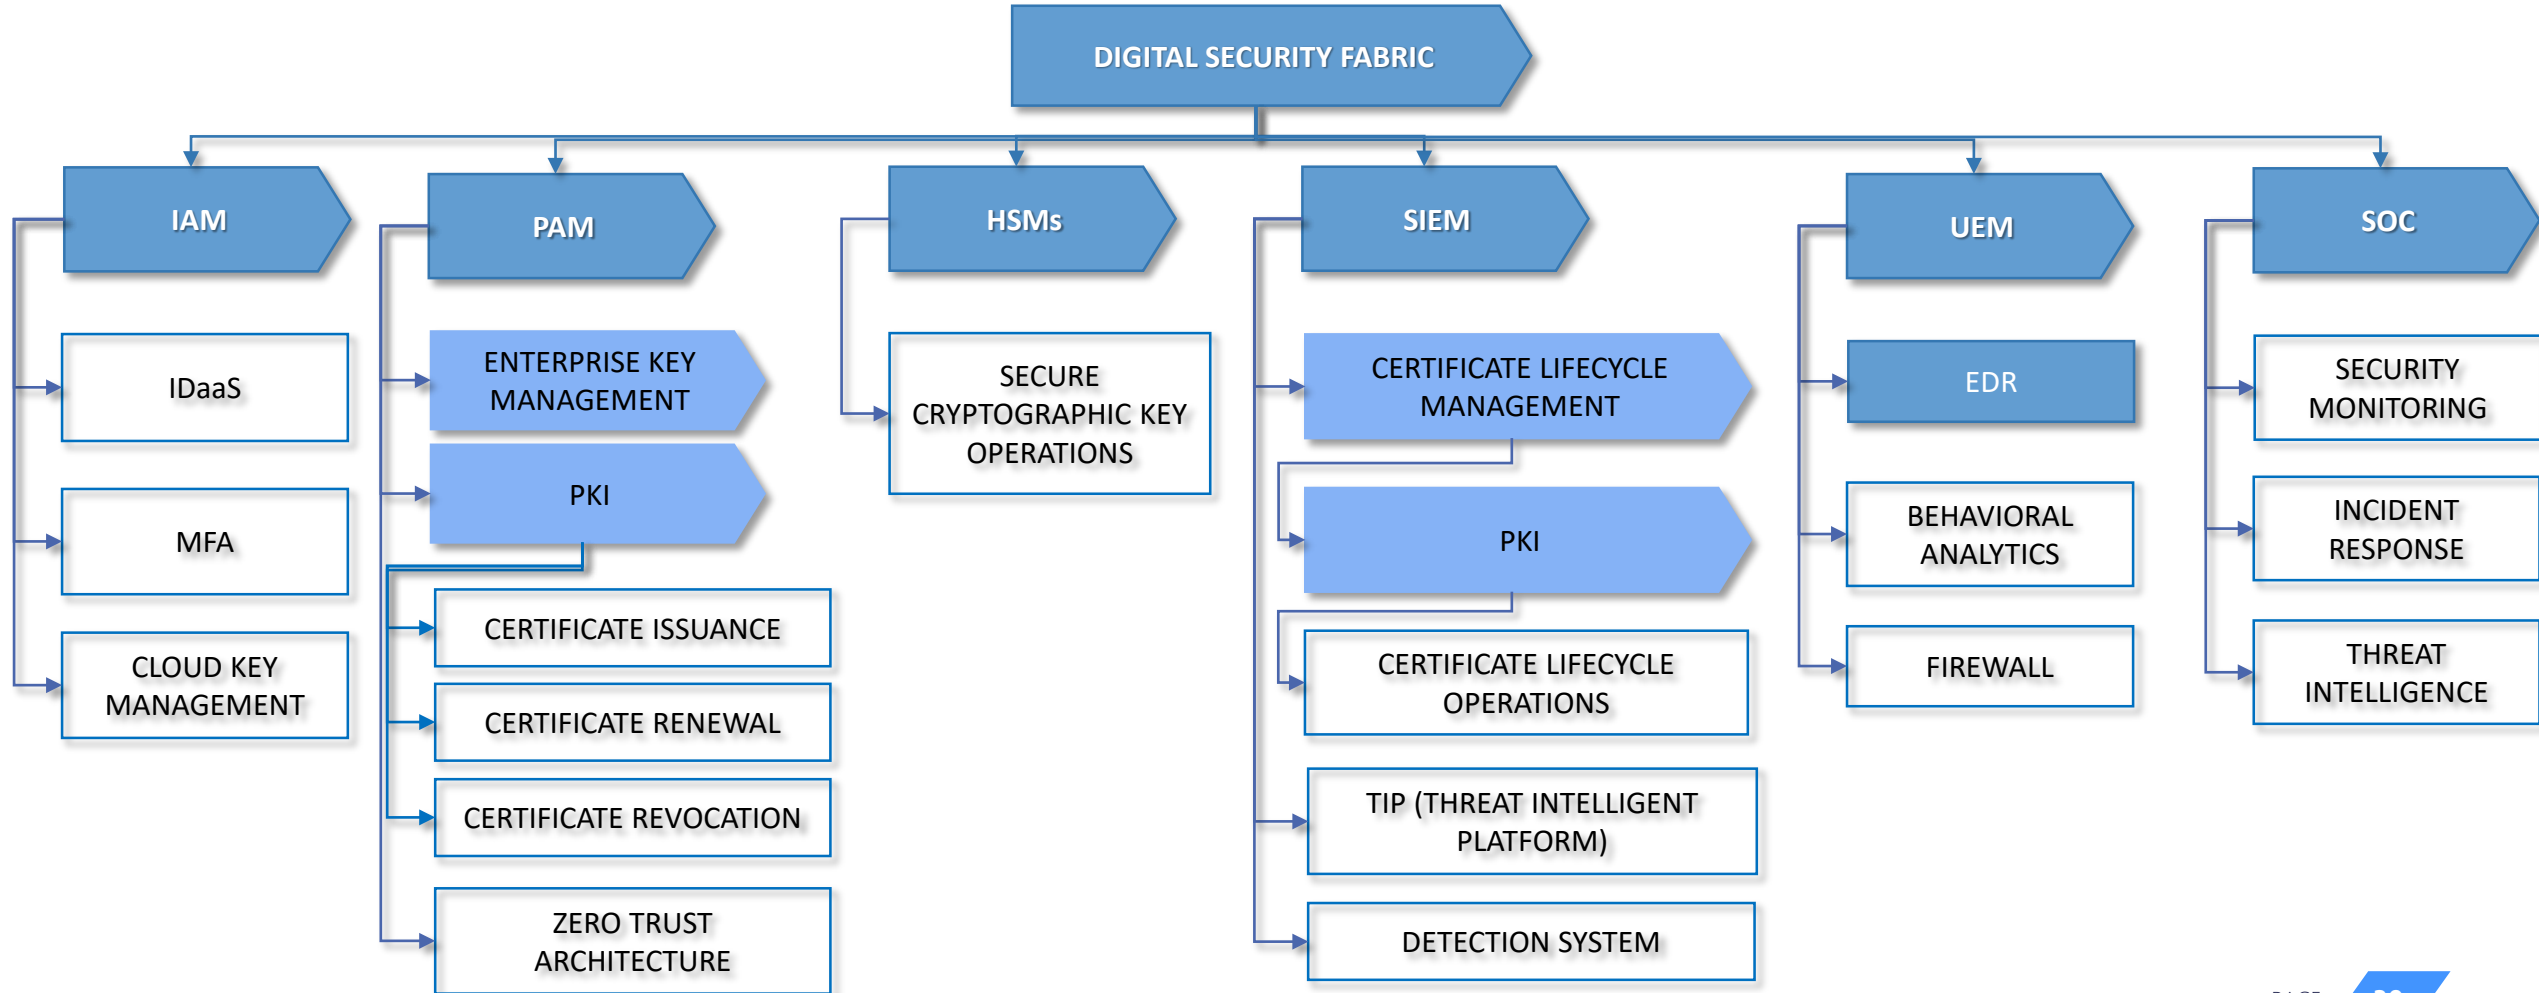 DIGITAL SECURITY FABRIC
IAM
PAM
HSMs
SIEM
UEM
SOC
IDaaS
MFA
CLOUD KEY
MANAGEMENT
ENTERPRISE KEY
MANAGEMENT
PKI
CERTIFICATE ISSUANCE
CERTIFICATE RENEWAL
CERTIFICATE REVOCATION
ZERO TRUST
ARCHITECTURE
SECURE
CRYPTOGRAPHIC KEY
OPERATIONS
CERTIFICATE LIFECYCLE
MANAGEMENT
PKI
CERTIFICATE LIFECYCLE
OPERATIONS
TIP (THREAT INTELLIGENT
PLATFORM)
DETECTION SYSTEM
EDR
BEHAVIORAL
ANALYTICS
FIREWALL
SECURITY
MONITORING
INCIDENT
RESPONSE
THREAT
INTELLIGENCE